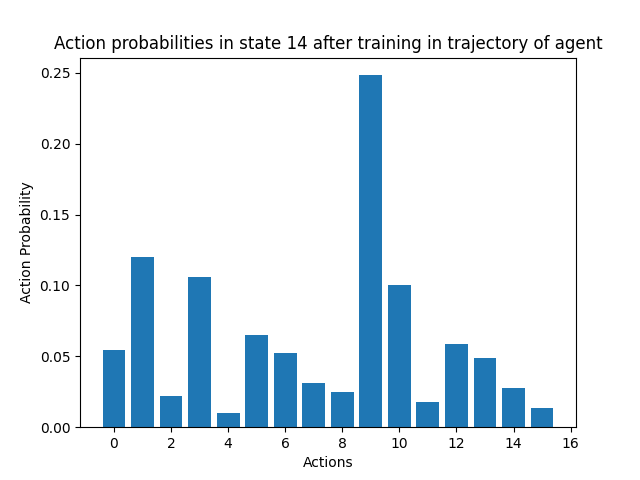 Action probabilities in state 14 after training in trajectory of agent
0.25
0.20
0.15
0.10
0.05
0.00
Action Probability
0 2 4 6 8 10 12 14 16
Actions